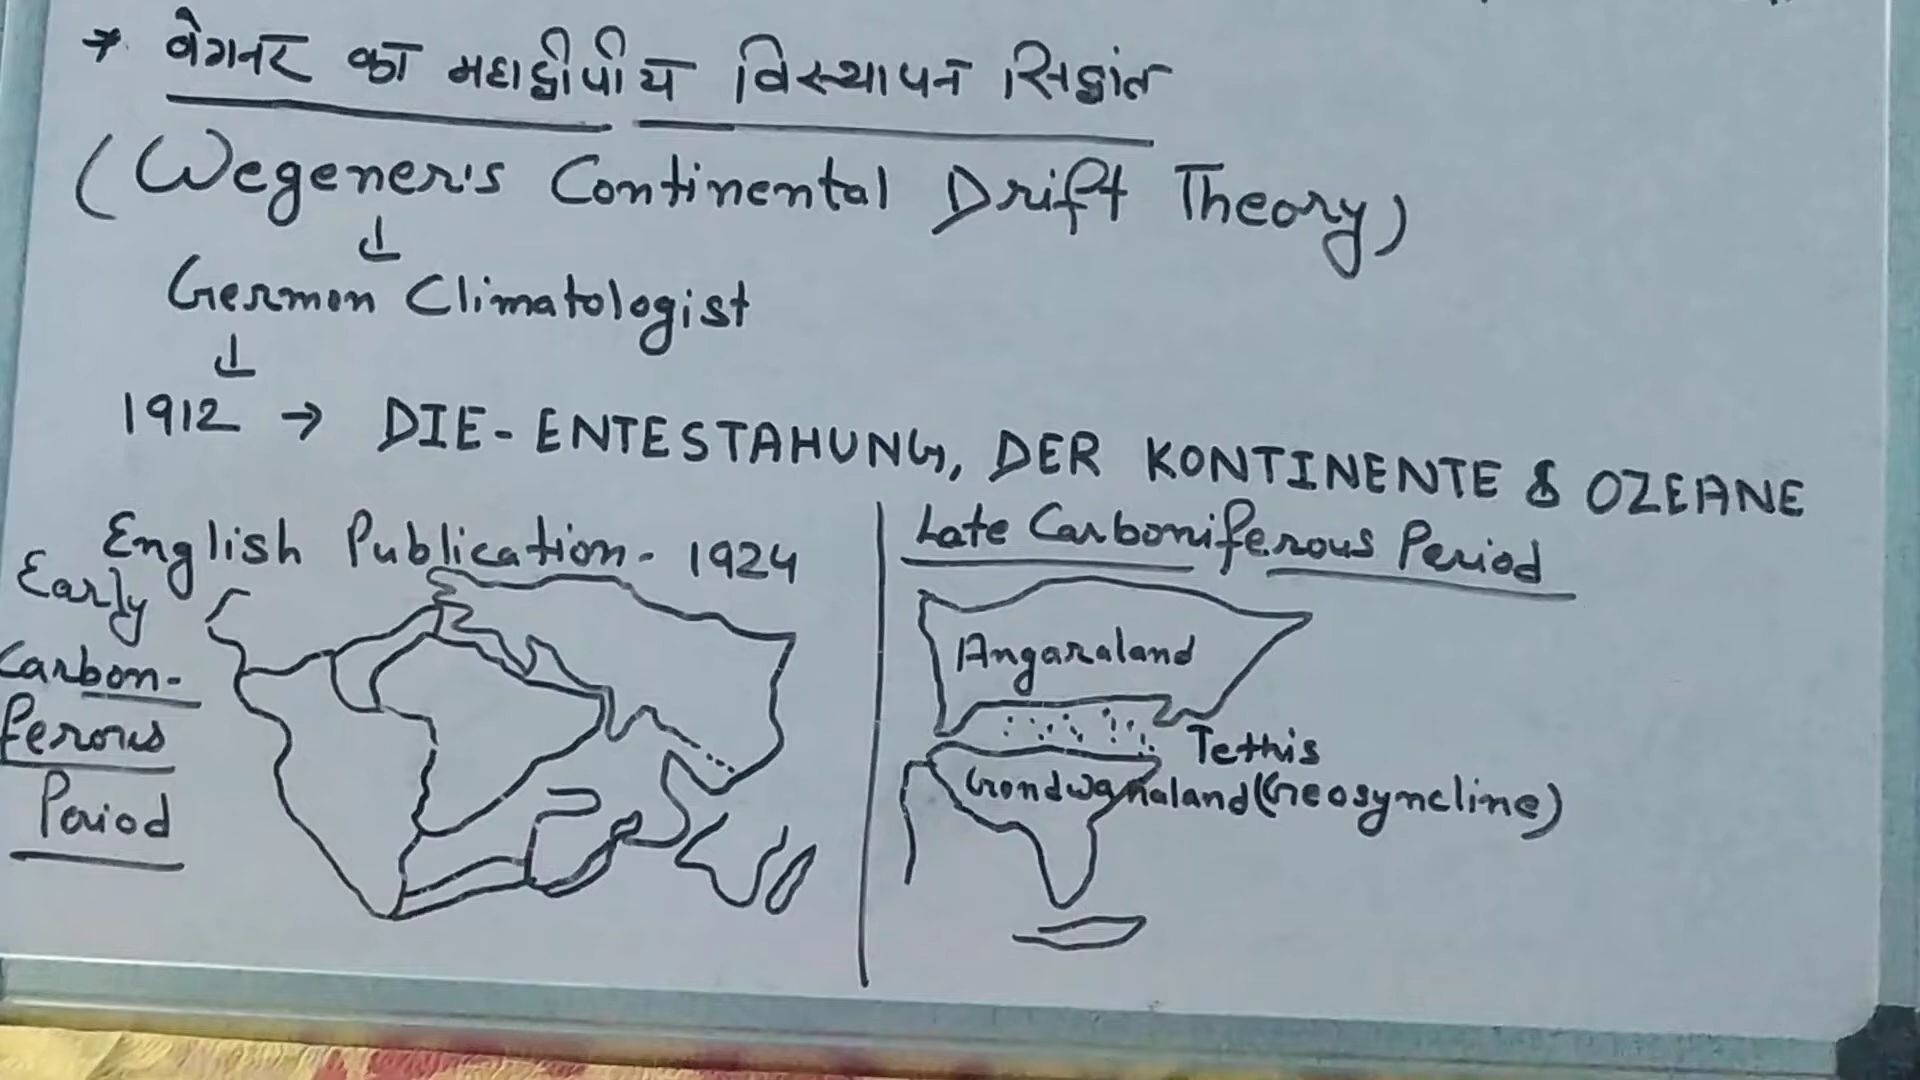 * वेगनर का महाद्वीपीय विस्थापन सिद्धांत
(Wegener's Continental Drift Theory)
↓
German Climatologist
↓
1912 → DIE-ENTESTAHUNG, DER KONTINENTE & OZEANE
English Publication- 1924
Early
Carbon-
ferous
Period
Late Carboniferous Period
Angaraland
Tethis
Gondwanaland (Geosyncline)